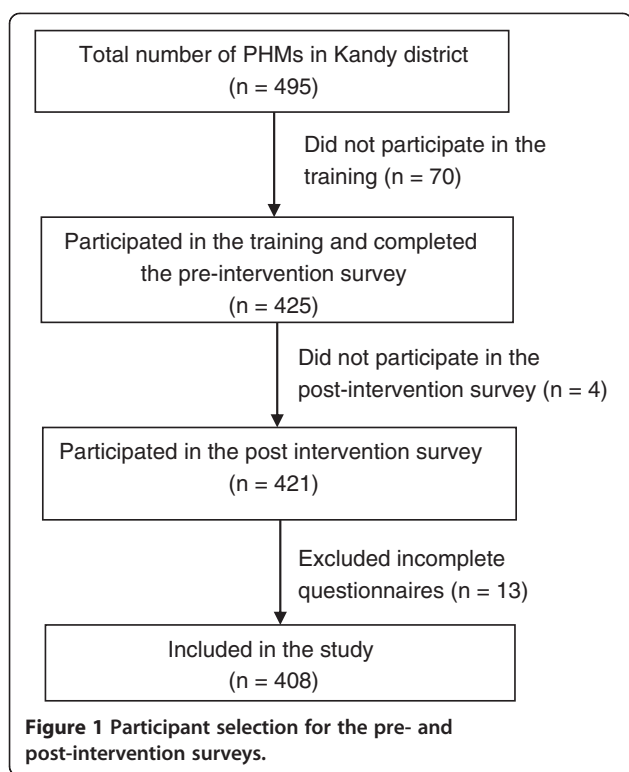 Total number of PHMs in Kandy district
(n = 495)
Did not participate in the
training (n = 70)
Participated in the training and completed
the pre-intervention survey
(n = 425)
Did not participate in the
post-intervention survey (n = 4)
Participated in the post intervention survey
(n = 421)
Excluded incomplete
questionnaires (n = 13)
Included in the study
(n = 408)
Figure 1 Participant selection for the pre- and
post-intervention surveys.